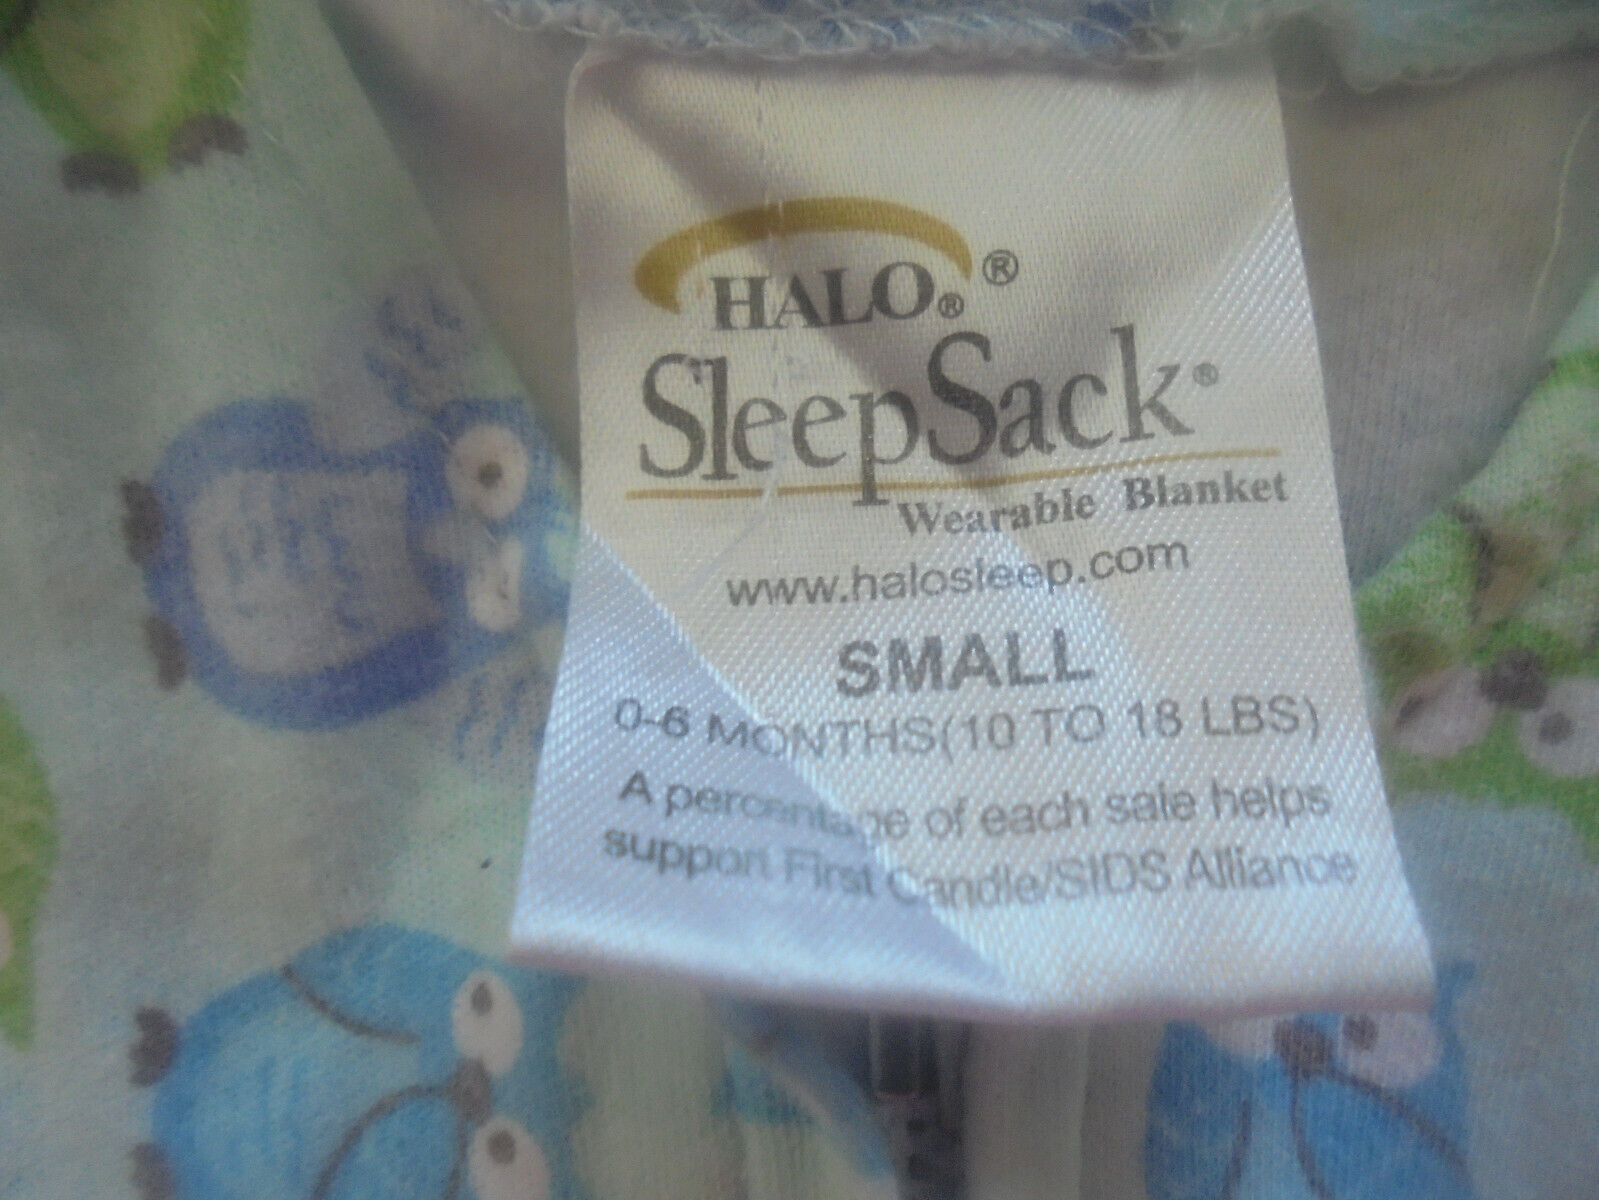 HALO® ®
SleepSack®
Wearable Blanket
www.halosleep.com
SMALL
0-6 MONTHS(10 TO 18 LBS)
A percentage of each sale helps
support First Candle/SIDS Alliance